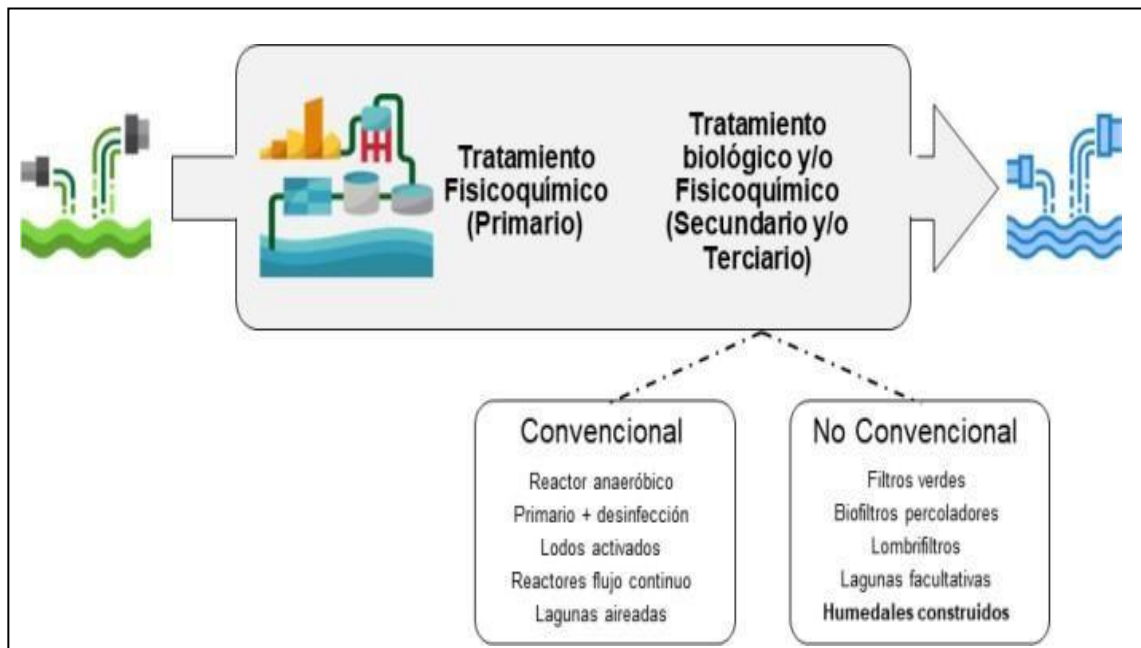 Tratamiento
Fisicoquímico
(Primario)
Tratamiento
biológico y/o
Fisicoquímico
(Secundario y/o
Terciario)
Convencional
Reactor anaeróbico
Primario + desinfección
Lodos activados
Reactores flujo continuo
Lagunas aireadas
No Convencional
Filtros verdes
Biofiltros percoladores
Lombrifiltros
Lagunas facultativas
Humedales construidos